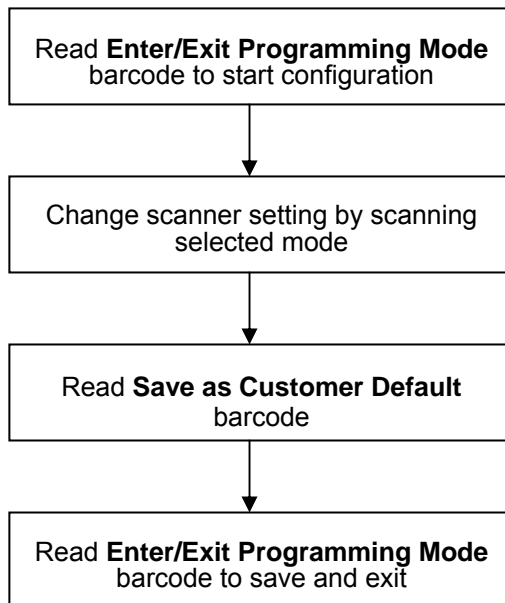 Read Enter/Exit Programming Mode
barcode to start configuration
Change scanner setting by scanning
selected mode
Read Save as Customer Default
barcode
Read Enter/Exit Programming Mode
barcode to save and exit